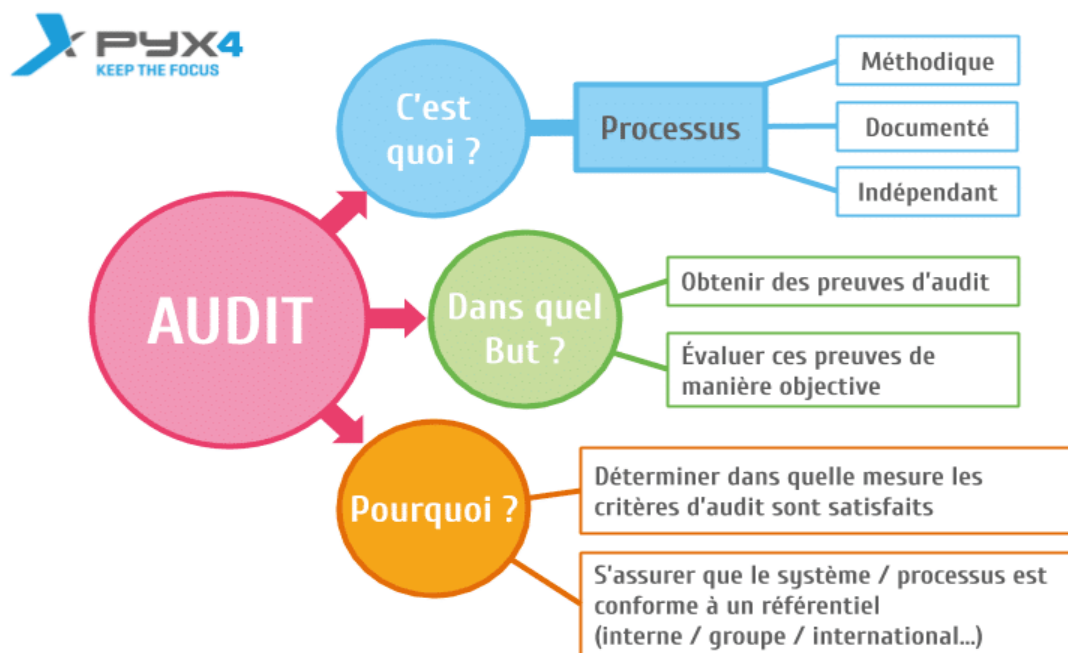 PYX4
KEEP THE FOCUS
AUDIT
C'est
quoi ?
Processus
Méthodique
Documenté
Indépendant
Dans quel
But ?
Obtenir des preuves d'audit
Évaluer ces preuves de
manière objective
Pourquoi ?
Déterminer dans quelle mesure les
critères d'audit sont satisfaits
S'assurer que le système / processus est
conforme à un référentiel
(interne / groupe / international...)